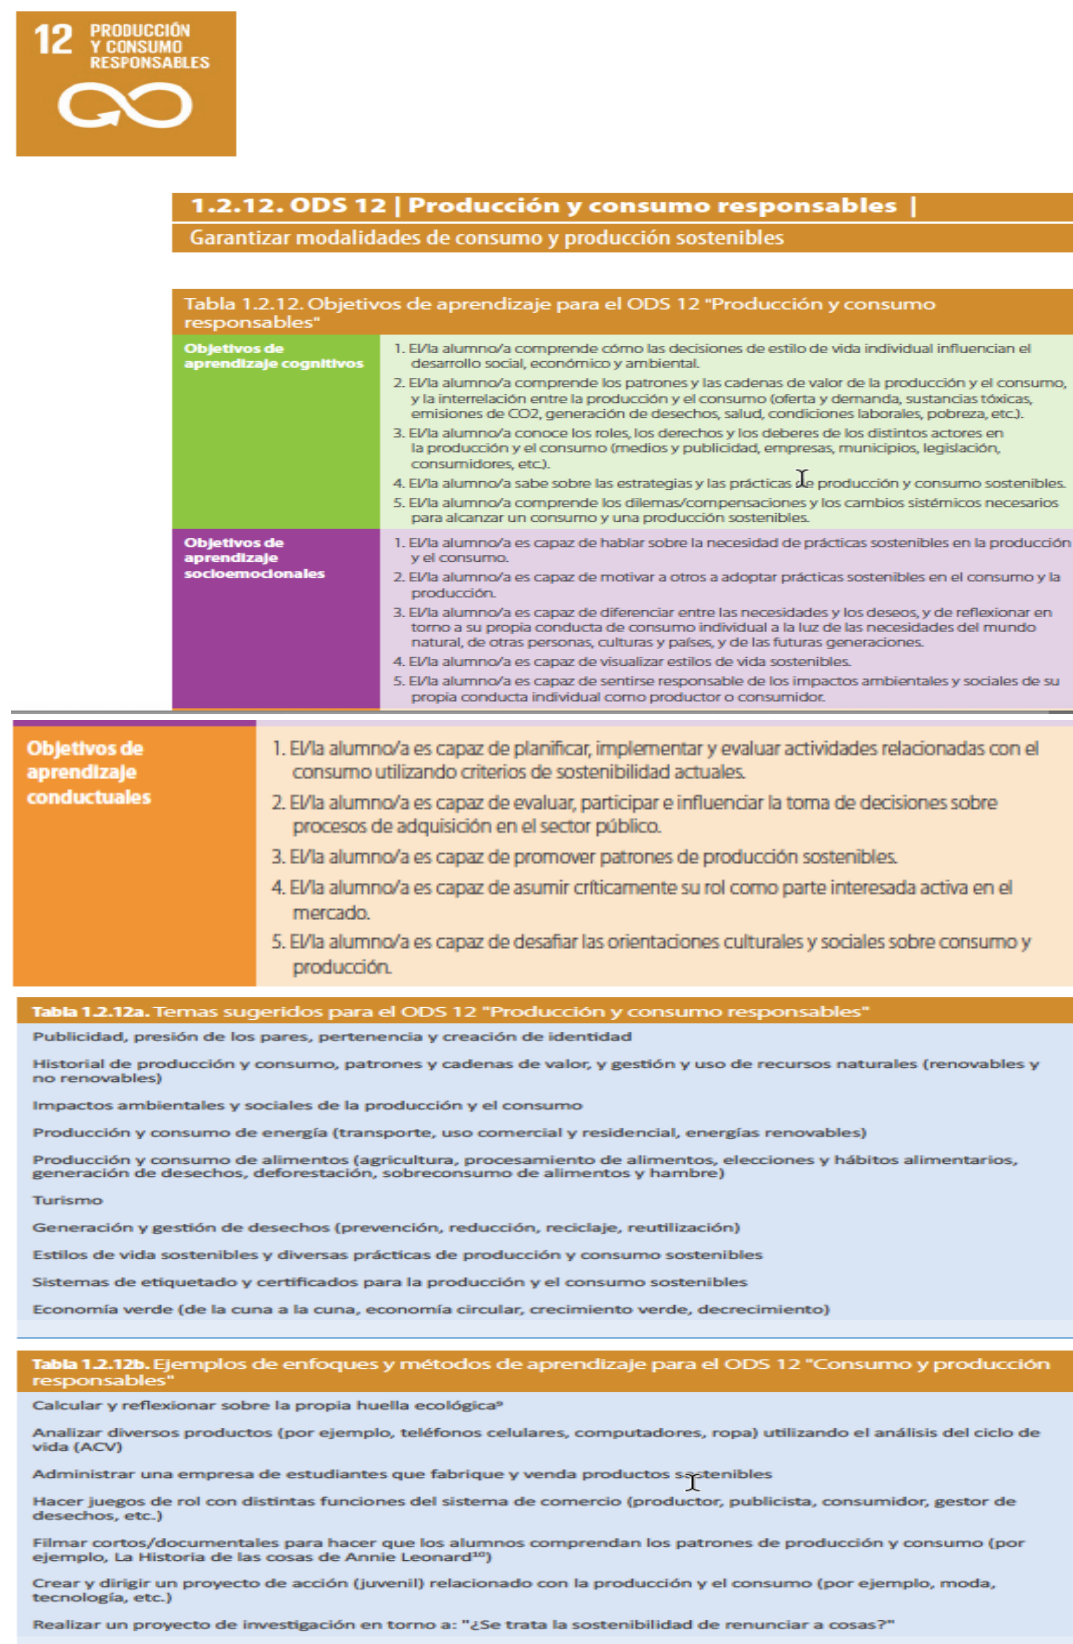 12 PRODUCCIÓN
Y CONSUMO
RESPONSABLES
1.2.12. ODS 12 | Producción y consumo responsables |
Garantizar modalidades de consumo y producción sostenibles
Tabla 1.2.12. Objetivos de aprendizaje para el ODS 12 "Producción y consumo
responsables"
Objetivos de
aprendizaje cognitivos
1. El/la alumno/a comprende cómo las decisiones de estilo de vida individual influencian el
desarrollo social, económico y ambiental.
2. El/la alumno/a comprende los patrones y las cadenas de valor de la producción y el consumo,
y la interrelación entre la producción y el consumo (oferta y demanda, sustancias tóxicas,
emisiones de CO2, generación de desechos, salud, condiciones laborales, pobreza, etc.).
3. El/la alumno/a conoce los roles, los derechos y los deberes de los distintos actores en
la producción y el consumo (medios y publicidad, empresas, municipios, legislación,
consumidores, etc.).
4. El/la alumno/a sabe sobre las estrategias y las prácticas de producción y consumo sostenibles.
5. El/la alumno/a comprende los dilemas/compensaciones y los cambios sistémicos necesarios
para alcanzar un consumo y una producción sostenibles.
Objetivos de
aprendizaje
socioemocionales
1. El/la alumno/a es capaz de hablar sobre la necesidad de prácticas sostenibles en la producción
y el consumo.
2. El/la alumno/a es capaz de motivar a otros a adoptar prácticas sostenibles en el consumo y la
producción.
3. El/la alumno/a es capaz de diferenciar entre las necesidades y los deseos, y de reflexionar en
torno a su propia conducta de consumo individual a la luz de las necesidades del mundo
natural, de otras personas, culturas y países, y de las futuras generaciones.
4. El/la alumno/a es capaz de visualizar estilos de vida sostenibles.
5. El/la alumno/a es capaz de sentirse responsable de los impactos ambientales y sociales de su
propia conducta individual como productor o consumidor.
Objetivos de
aprendizaje
conductuales
1. El/la alumno/a es capaz de planificar, implementar y evaluar actividades relacionadas con el
consumo utilizando criterios de sostenibilidad actuales.
2. El/la alumno/a es capaz de evaluar, participar e influenciar la toma de decisiones sobre
procesos de adquisición en el sector público.
3. El/la alumno/a es capaz de promover patrones de producción sostenibles.
4. El/la alumno/a es capaz de asumir críticamente su rol como parte interesada activa en el
mercado.
5. El/la alumno/a es capaz de desafiar las orientaciones culturales y sociales sobre consumo y
producción.
Tabla 1.2.12a. Temas sugeridos para el ODS 12 "Producción y consumo responsables"
Publicidad, presión de los pares, pertenencia y creación de identidad
Historial de producción y consumo, patrones y cadenas de valor, y gestión y uso de recursos naturales (renovables y
no renovables)
Impactos ambientales y sociales de la producción y el consumo
Producción y consumo de energía (transporte, uso comercial y residencial, energías renovables)
Producción y consumo de alimentos (agricultura, procesamiento de alimentos, elecciones y hábitos alimentarios,
generación de desechos, deforestación, sobreconsumo de alimentos y hambre)
Turismo
Generación y gestión de desechos (prevención, reducción, reciclaje, reutilización)
Estilos de vida sostenibles y diversas prácticas de producción y consumo sostenibles
Sistemas de etiquetado y certificados para la producción y el consumo sostenibles
Economía verde (de la cuna a la cuna, economía circular, crecimiento verde, decrecimiento)
Tabla 1.2.12b. Ejemplos de enfoques y métodos de aprendizaje para el ODS 12 "Consumo y producción
responsables"
Calcular y reflexionar sobre la propia huella ecológica⁹
Analizar diversos productos (por ejemplo, teléfonos celulares, computadores, ropa) utilizando el análisis del ciclo de
vida (ACV)
Administrar una empresa de estudiantes que fabrique y venda productos sostenibles
Hacer juegos de rol con distintas funciones del sistema de comercio (productor, publicista, consumidor, gestor de
desechos, etc.)
Filmar cortos/documentales para hacer que los alumnos comprendan los patrones de producción y consumo (por
ejemplo, La Historia de las cosas de Annie Leonard¹⁰)
Crear y dirigir un proyecto de acción (juvenil) relacionado con la producción y el consumo (por ejemplo, moda,
tecnología, etc.)
Realizar un proyecto de investigación en torno a: "¿Se trata la sostenibilidad de renunciar a cosas?"